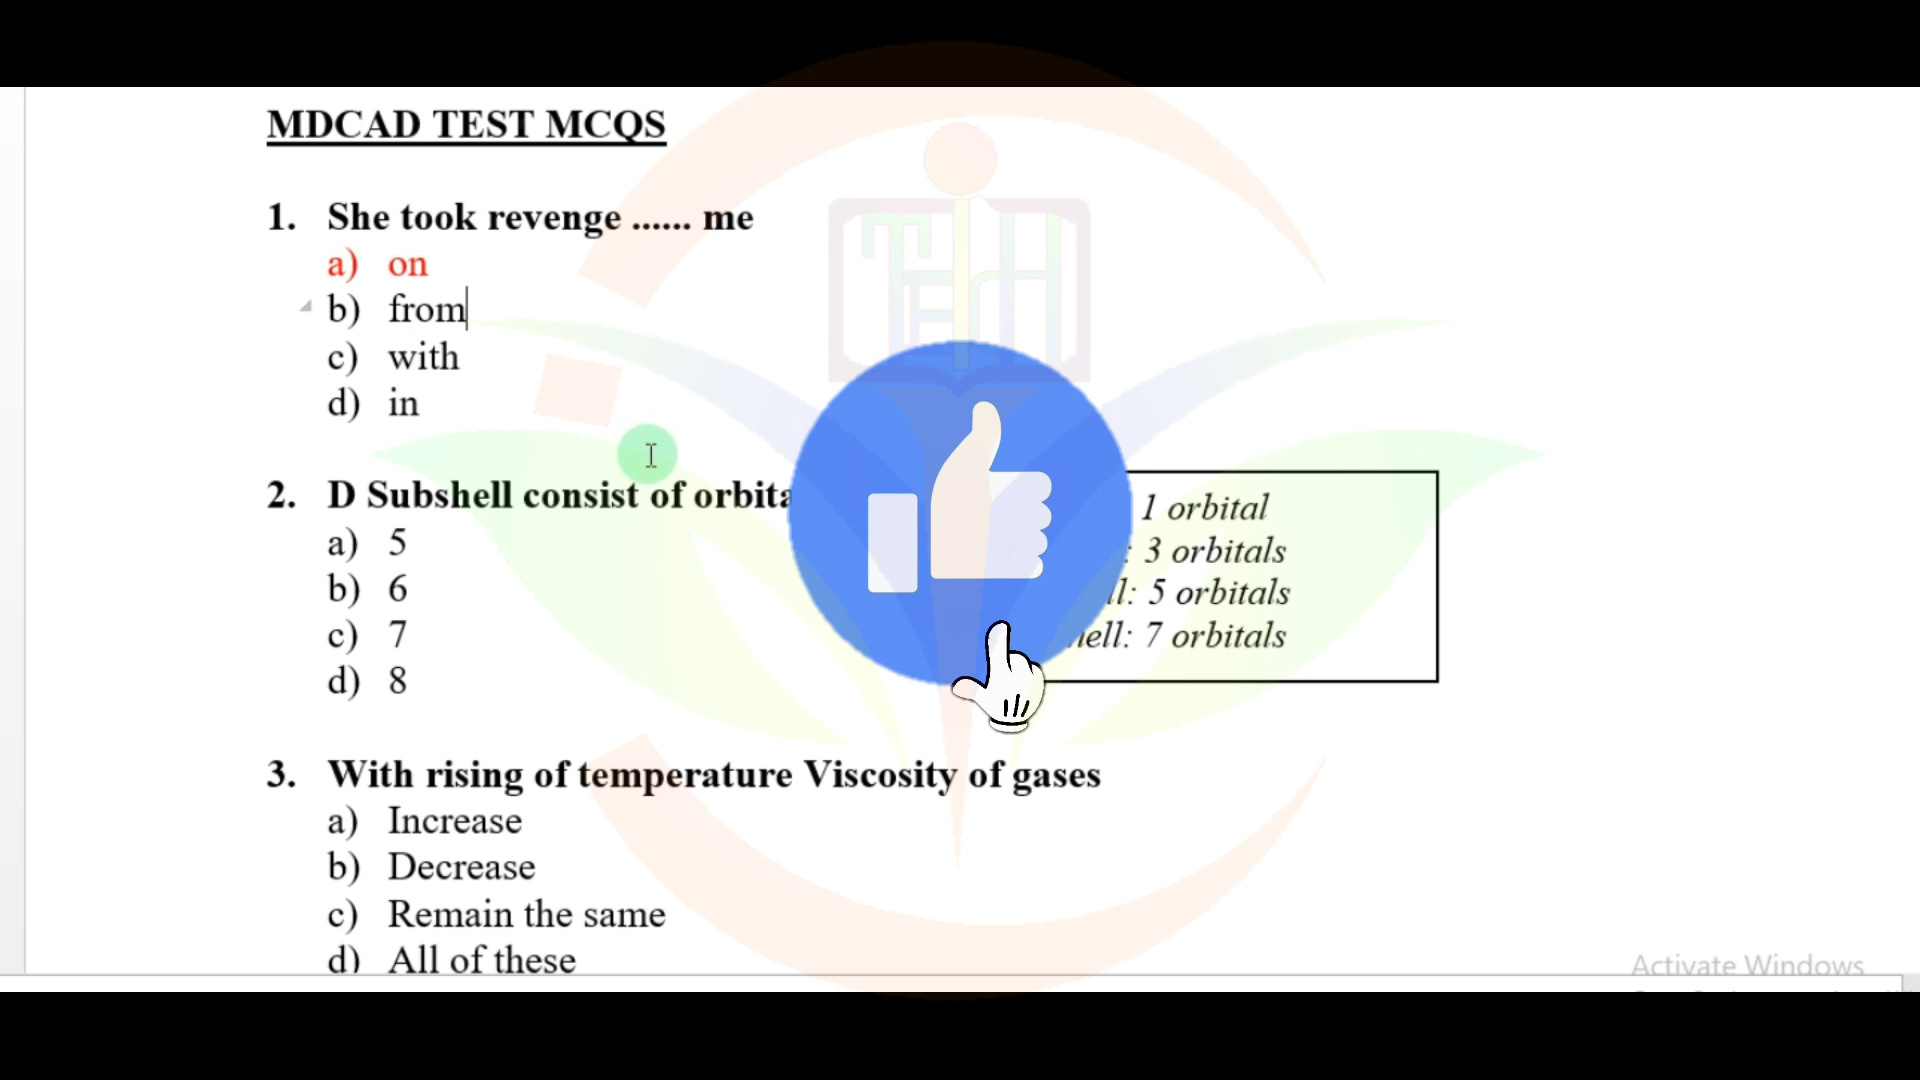 MDCAD TEST MCQS
1. She took revenge ...... me
a) on
b) from
c) with
d) in
2. D Subshell consist of
a) 5
b) 6
c) 7
d) 8
1 orbital
: 3 orbitals
: 5 orbitals
: 7 orbitals
3. With rising of temperature Viscosity of gases
a) Increase
b) Decrease
c) Remain the same
d) All of these
Activate Windows